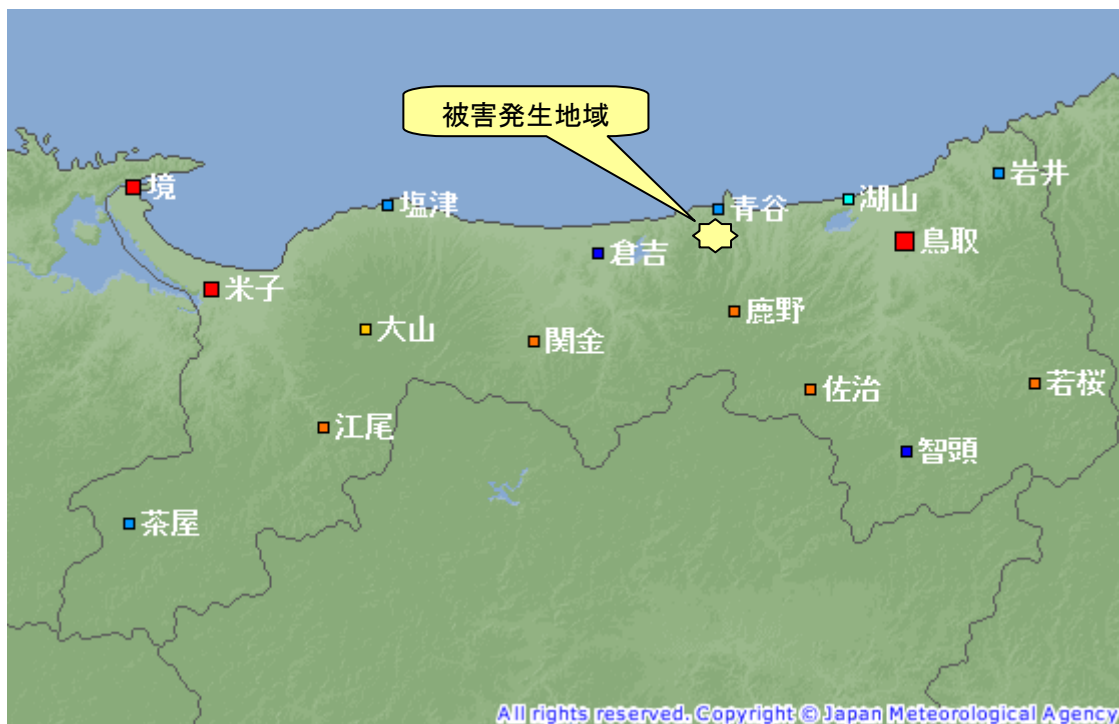 被害発生地域
岩井
境
塩津
青谷
湖山
鳥取
倉吉
米子
鹿野
大山
関金
若桜
佐治
江尾
智頭
茶屋
All rights reserved. Copyright © Japan Meteorological Agency